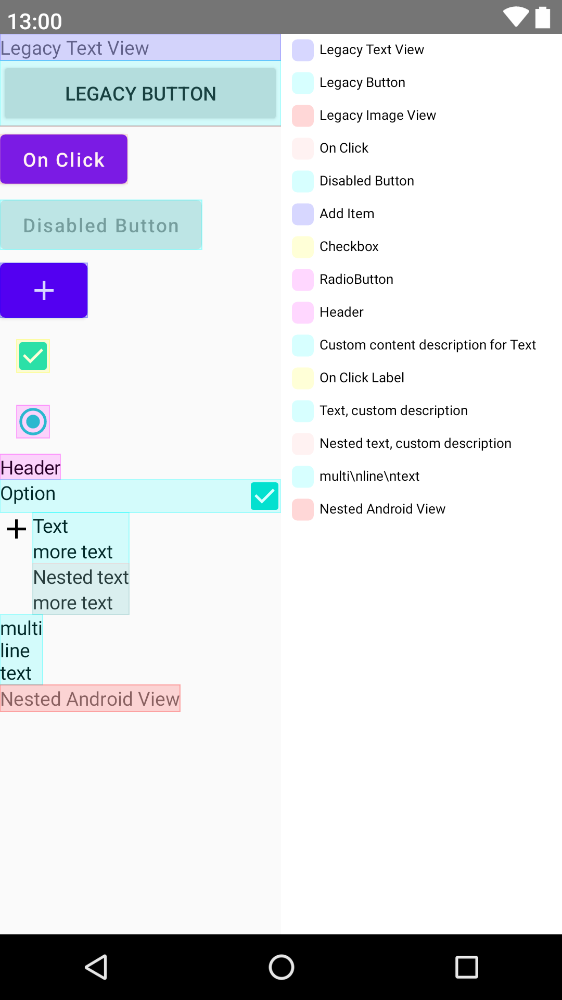 13:00
Legacy Text View
LEGACY BUTTON
On Click
Disabled Button
Header
Option
Text
more text
Nested text
more text
multi
line
text
Nested Android View
Legacy Text View
Legacy Button
Legacy Image View
On Click
Disabled Button
Add Item
Checkbox
RadioButton
Header
Custom content description for Text
On Click Label
Text, custom description
Nested text, custom description
multi\nline\ntext
Nested Android View